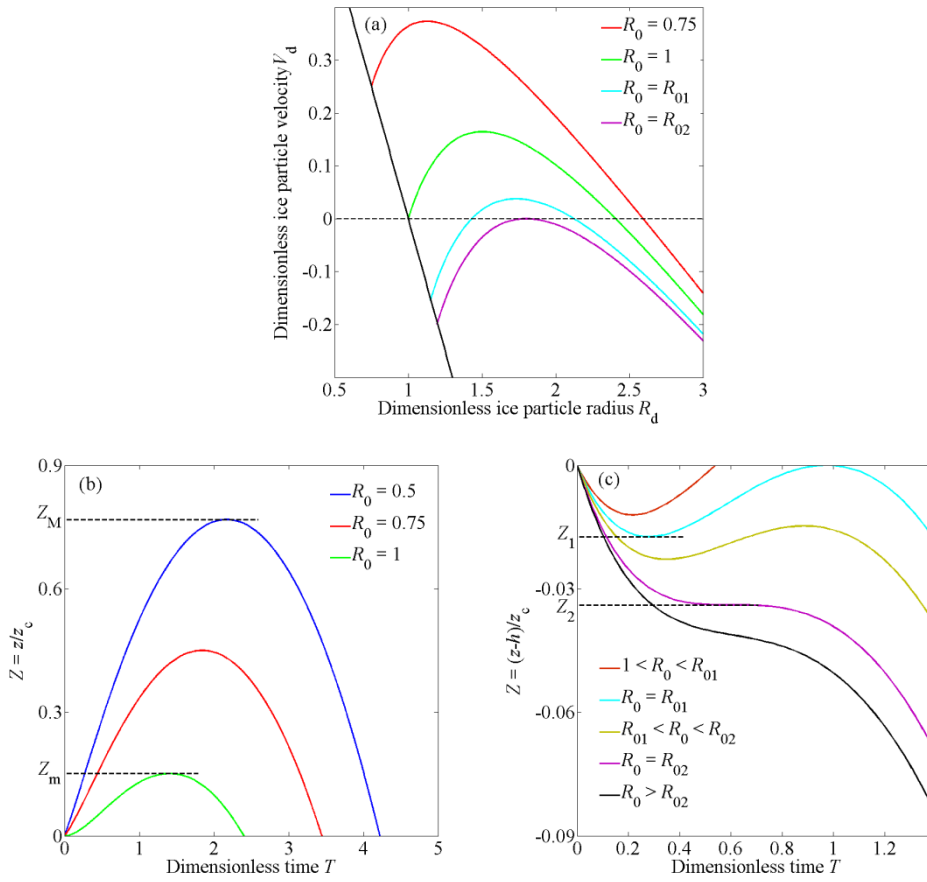 (a)
R0 = 0.75
R0 = 1
R0 = R01
R0 = R02
Dimensionless ice particle velocity Vd
0.3
0.2
0.1
0
-0.1
-0.2
0.5 1 1.5 2 2.5 3
Dimensionless ice particle radius Rd
(b)
R0 = 0.5
R0 = 0.75
R0 = 1
Z = z/zc
0.9
ZM
0.6
0.3
Zm
0
0 1 2 3 4 5
Dimensionless time T
(c)
Z = (z-h)/zc
0
Z1
-0.03
Z2
-0.06
-0.09
1 < R0 < R01
R0 = R01
R01 < R0 < R02
R0 = R02
R0 > R02
0 0.2 0.4 0.6 0.8 1 1.2
Dimensionless time T